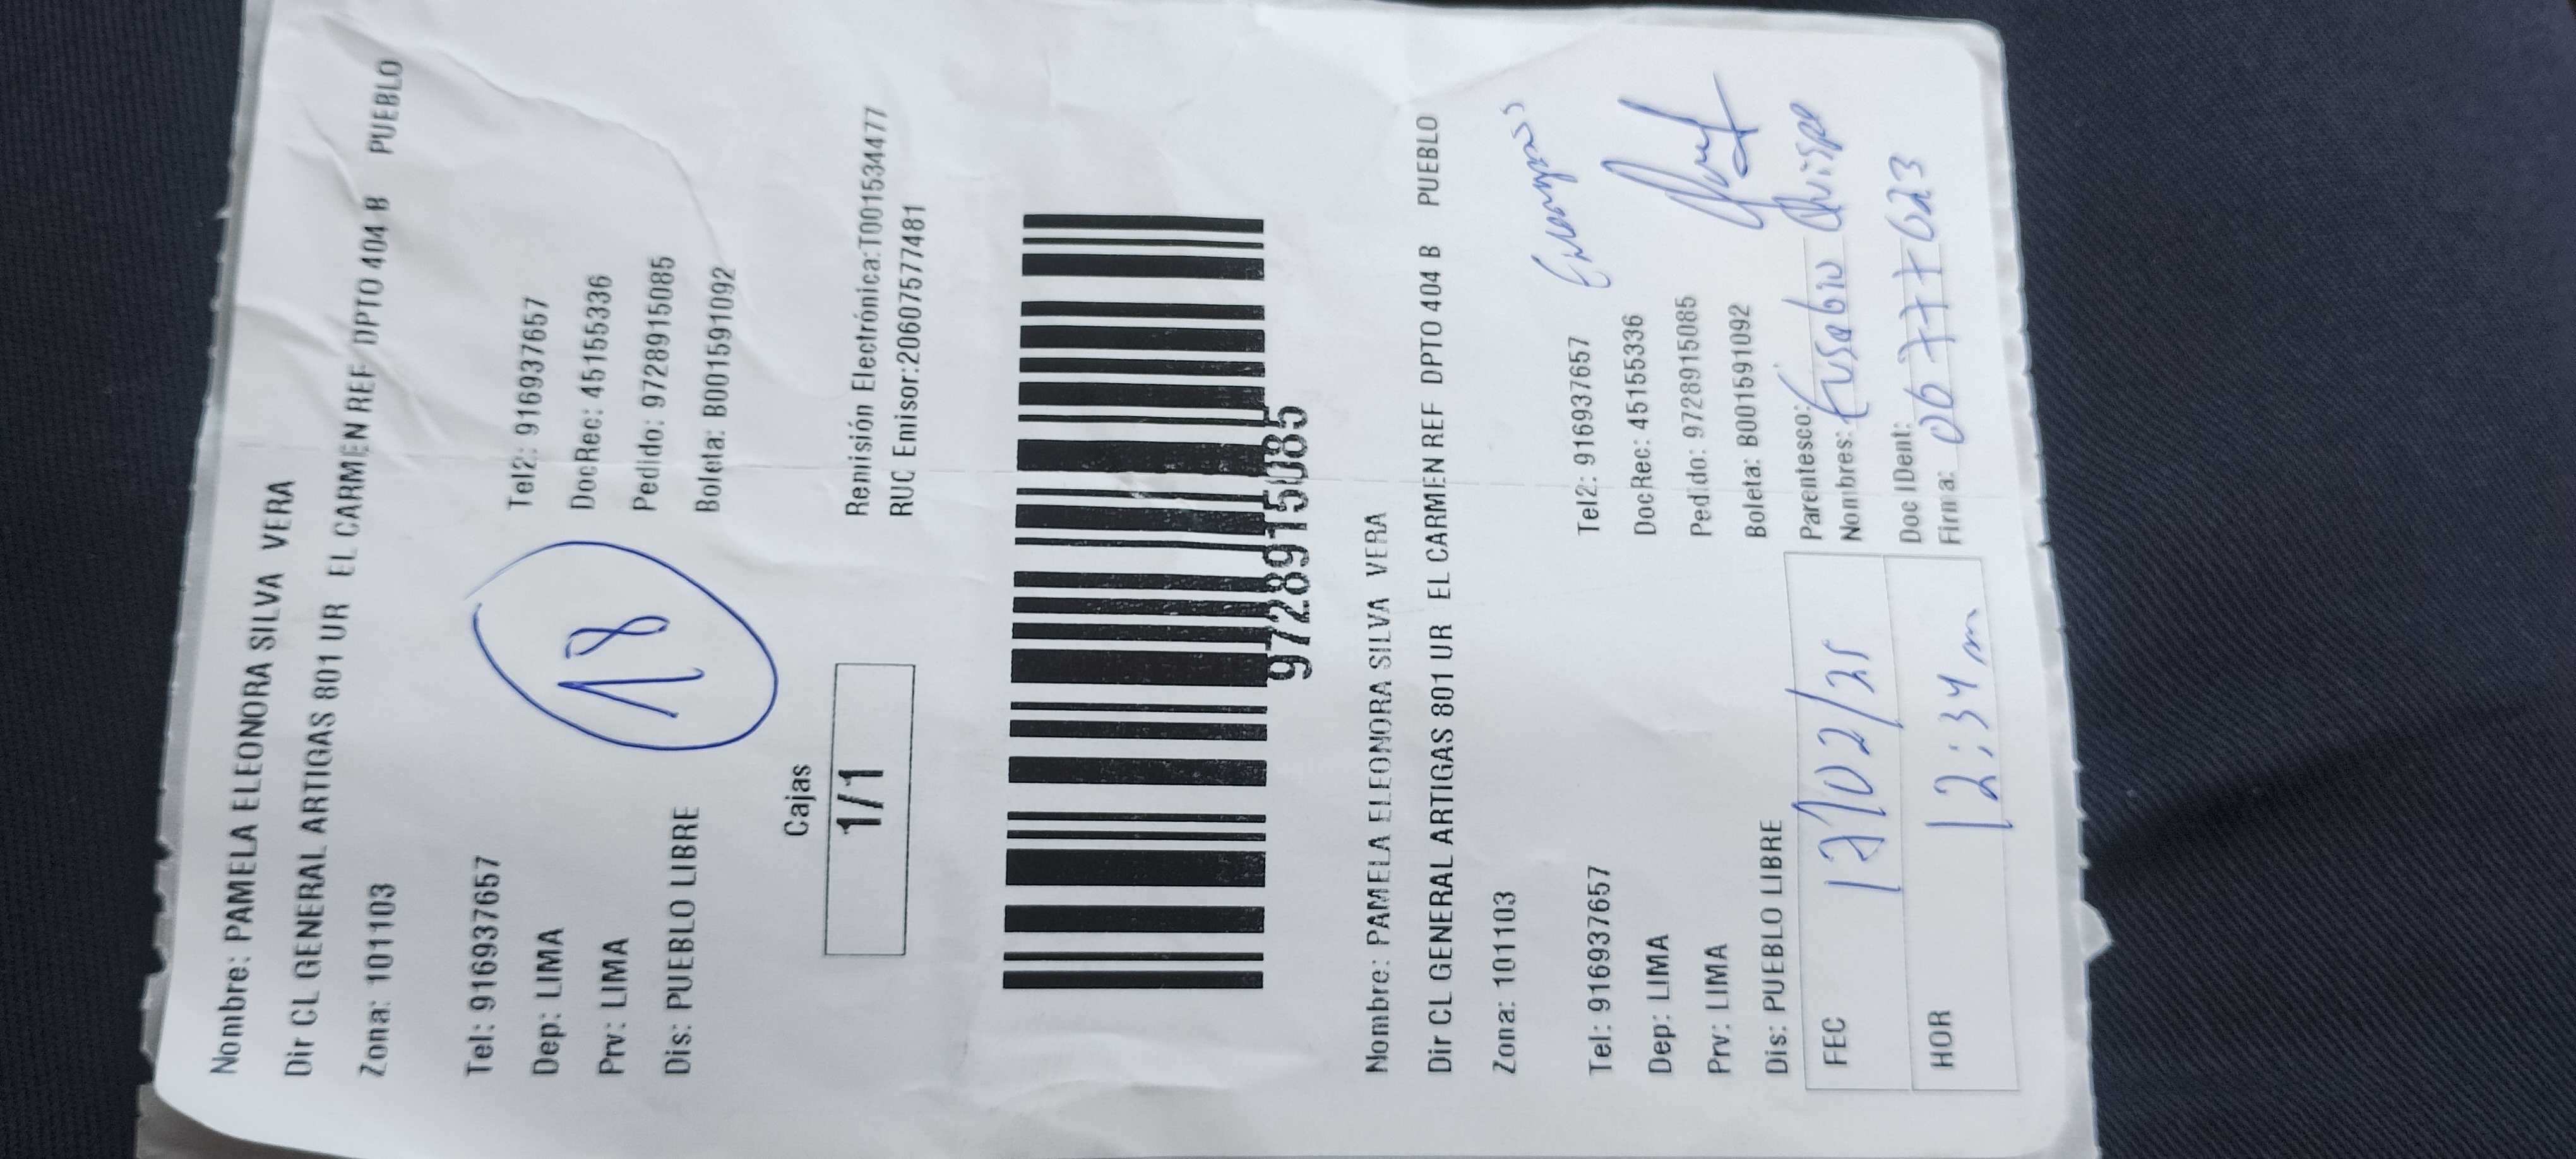 Nombre: PAMELA ELEONORA SILVA VERA
Dir CL GENERAL ARTIGAS 801 UR EL CARMEN REF DPTO 404 B PUEBLO
Zona: 101103
Tel: 916937657 Tel2: 916937657
Dep: LIMA DocRec: 45155336
Prv: LIMA Pedido: 9728915085
Dis: PUEBLO LIBRE Boleta: B001591092
18
Cajas
1/1
Remisión Electrónica:T001534477
RUC Emisor:20607577481
9728915085
Nombre: PAMELA ELEONORA SILVA VERA
Dir CL GENERAL ARTIGAS 801 UR EL CARMEN REF DPTO 404 B PUEBLO
Zona: 101103
Tel: 916937657 Tel2: 916937657
Dep: LIMA DocRec: 45155336
Prv: LIMA Pedido: 9728915085
Dis: PUEBLO LIBRE Boleta: B001591092
FEC
Parentesco:
Nombres: Eusebio Quispe
HOR 12:34 m
Doc IDent:
Firma: 06777623